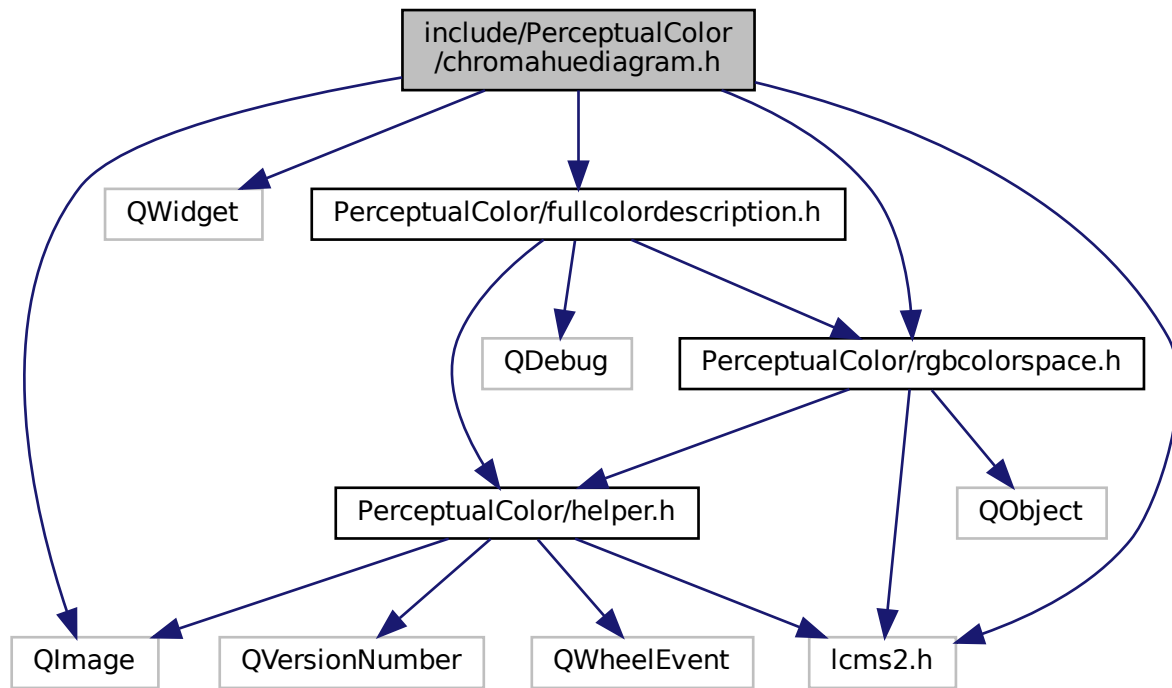 include/PerceptualColor
/chromahuediagram.h
QWidget
PerceptualColor/fullcolordescription.h
QDebug
PerceptualColor/rgbcolorspace.h
PerceptualColor/helper.h
QObject
QImage
QVersionNumber
QWheelEvent
lcms2.h